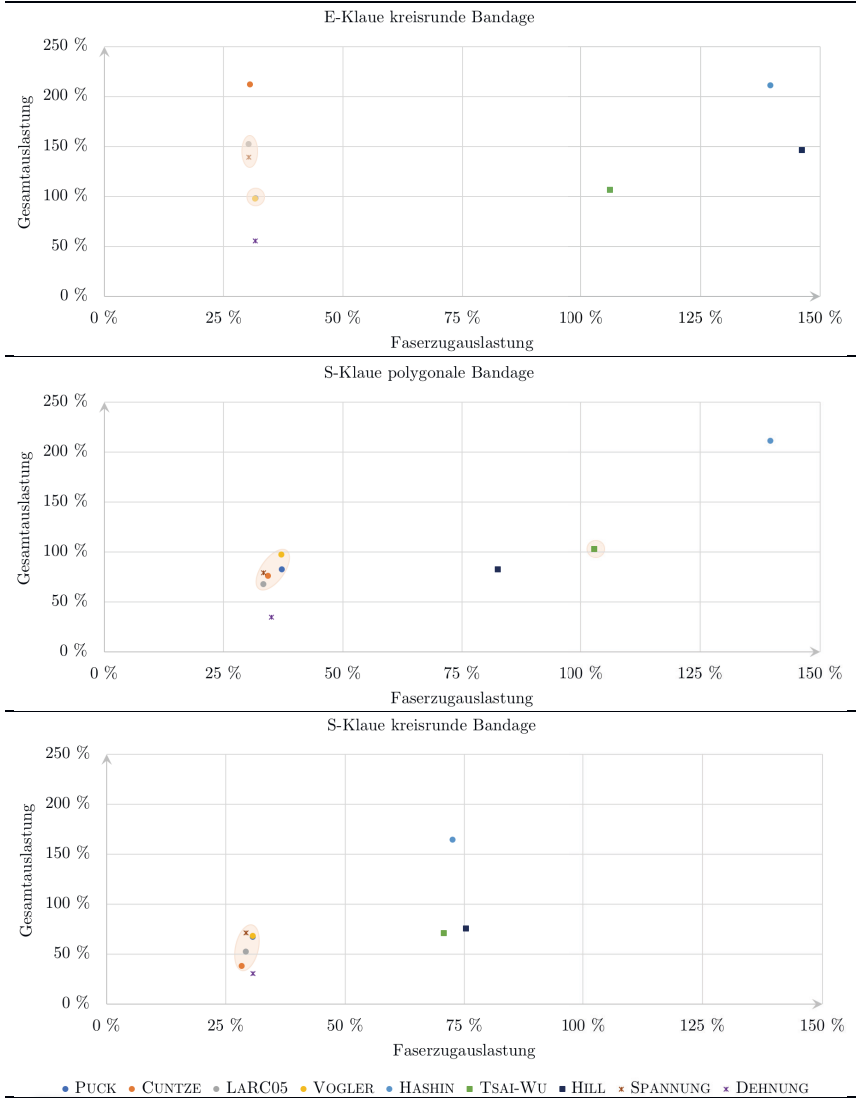 E-Klaue kreisrunde Bandage
250 %
200 %
150 %
100 %
50 %
0 %
Gesamtauslastung
0 % 25 % 50 % 75 % 100 % 125 % 150 %
Faserzugauslastung
S-Klaue polygonale Bandage
250 %
200 %
150 %
100 %
50 %
0 %
Gesamtauslastung
0 % 25 % 50 % 75 % 100 % 125 % 150 %
Faserzugauslastung
S-Klaue kreisrunde Bandage
250 %
200 %
150 %
100 %
50 %
0 %
Gesamtauslastung
0 % 25 % 50 % 75 % 100 % 125 % 150 %
Faserzugauslastung
PUCK CUNTZE LARC05 VOGLER HASHIN TSAI-WU HILL SPANNUNG DEHNUNG